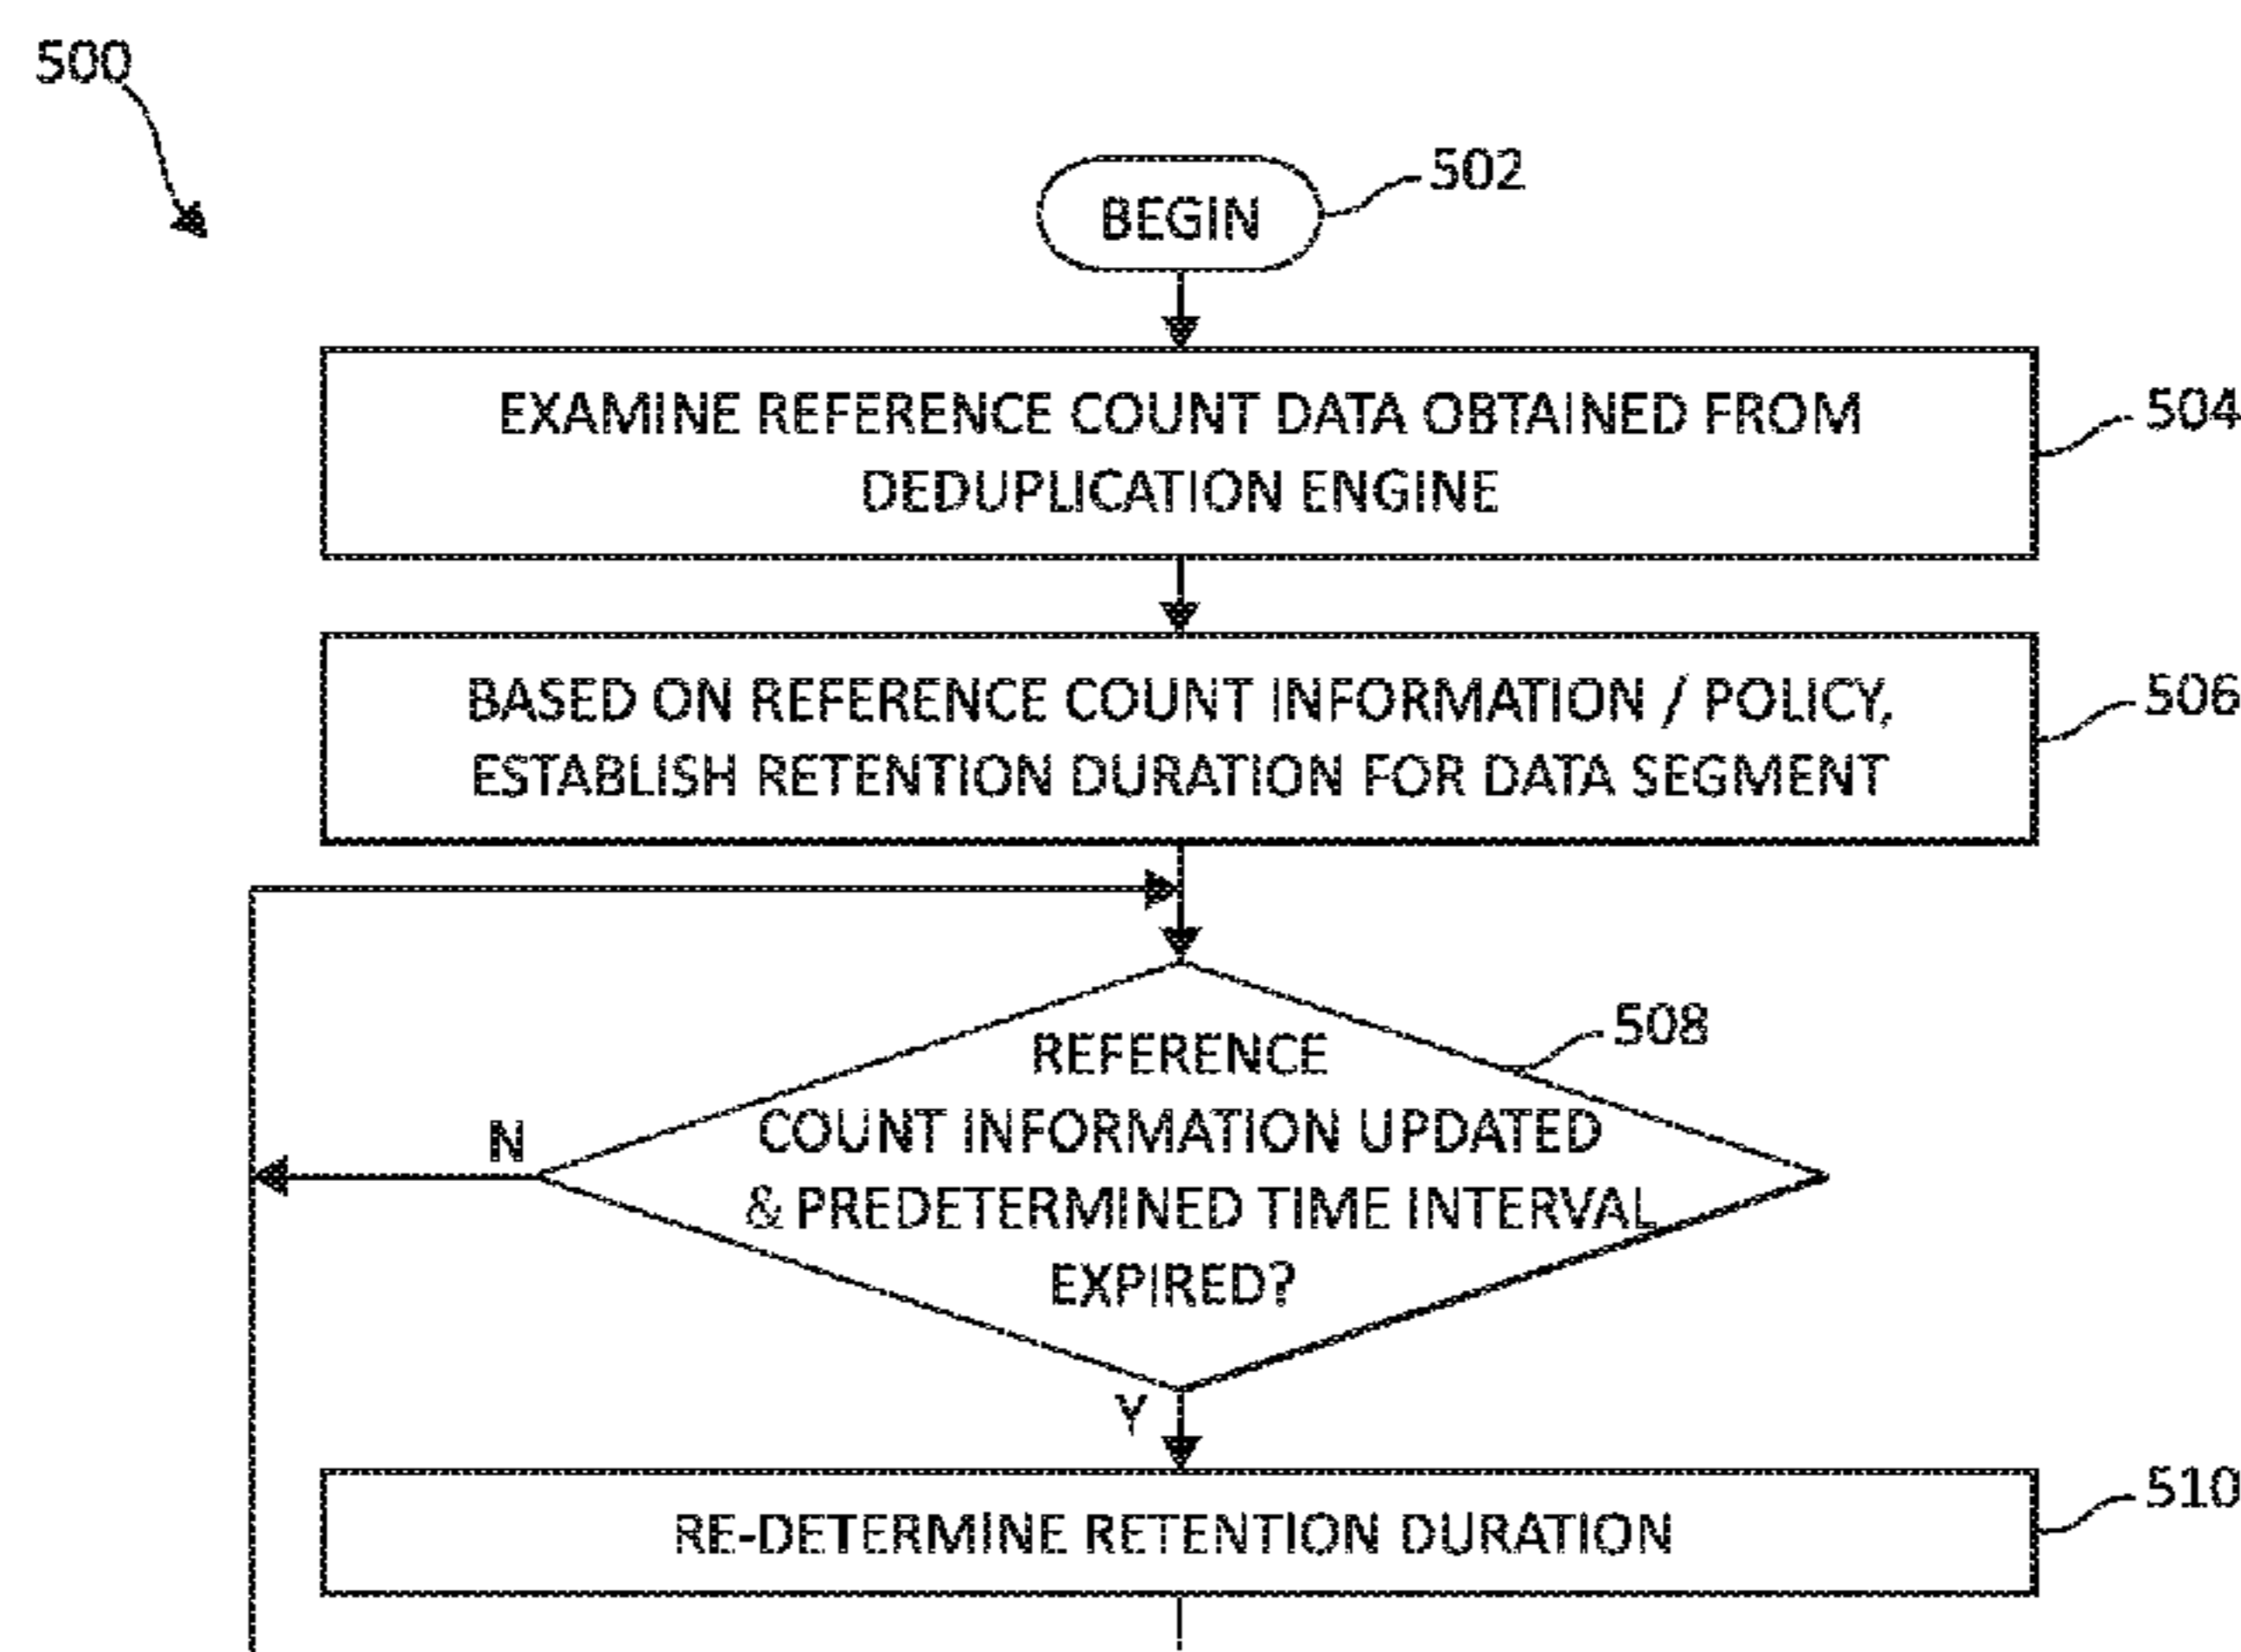 500
BEGIN
502
EXAMINE REFERENCE COUNT DATA OBTAINED FROM
DEDUPLICATION ENGINE
504
BASED ON REFERENCE COUNT INFORMATION / POLICY,
ESTABLISH RETENTION DURATION FOR DATA SEGMENT
506
REFERENCE
COUNT INFORMATION UPDATED
& PREDETERMINED TIME INTERVAL
EXPIRED?
508
N
Y
RE-DETERMINE RETENTION DURATION
510